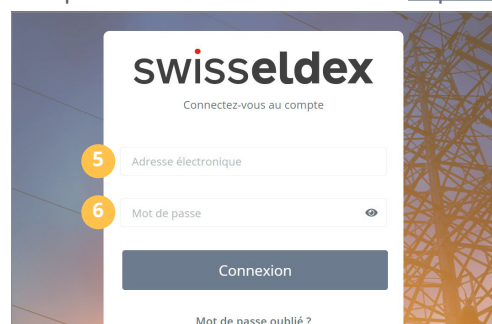 swisseldex
Connectez-vous au compte
5
Adresse électronique
6
Mot de passe
Connexion
Mot de passe oublié ?